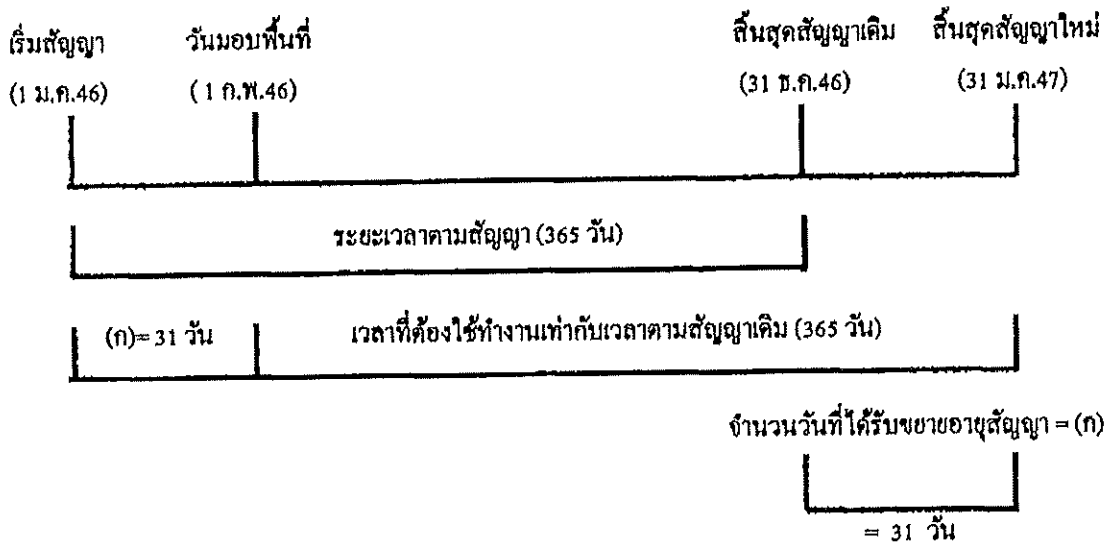 เริ่มสัญญา วันมอบพื้นที่ สิ้นสุดสัญญาเดิม สิ้นสุดสัญญาใหม่
(1 ม.ค.46) (1 ก.พ.46) (31 ธ.ค.46) (31 ม.ค.47)
ระยะเวลาตามสัญญา (365 วัน)
(ก)= 31 วัน เวลาที่ต้องใช้ทำงานเท่ากับเวลาตามสัญญาเดิม (365 วัน)
จำนวนวันที่ได้รับขยายอายุสัญญา = (ก)
= 31 วัน